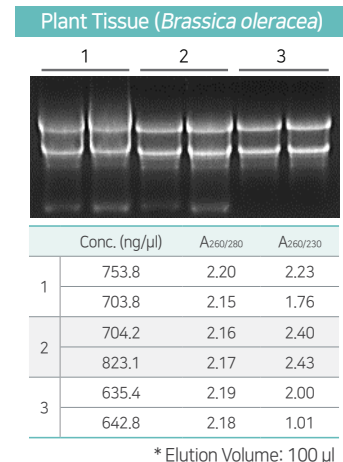 Plant Tissue (Brassica oleracea)
1 2 3
Conc. (ng/μl) A260/280 A260/230
1 753.8 2.20 2.23
703.8 2.15 1.76
2 704.2 2.16 2.40
823.1 2.17 2.43
3 635.4 2.19 2.00
642.8 2.18 1.01
* Elution Volume: 100 μl